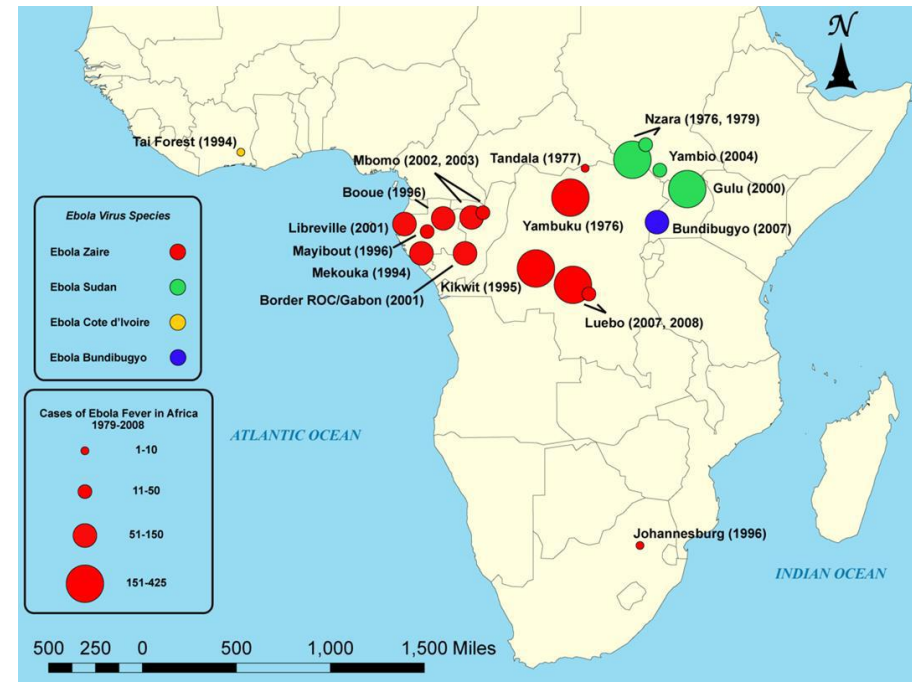 N
Nzara (1976, 1979)
Tai Forest (1994)
Mbomo (2002, 2003)
Tandala (1977)
Yambio (2004)
Booue (1996)
Gulu (2000)
Libreville (2001)
Yambuku (1976)
Bundibugyo (2007)
Mayibout (1996)
Mekouka (1994)
Kikwit (1995)
Border ROC/Gabon (2001)
Luebo (2007, 2008)
Ebola Virus Species
Ebola Zaire
Ebola Sudan
Ebola Cote d'Ivoire
Ebola Bundibugyo
Cases of Ebola Fever in Africa
1979-2008
1-10
11-50
51-150
151-425
ATLANTIC OCEAN
Johannesburg (1996)
INDIAN OCEAN
500 250 0 500 1,000 1,500 Miles